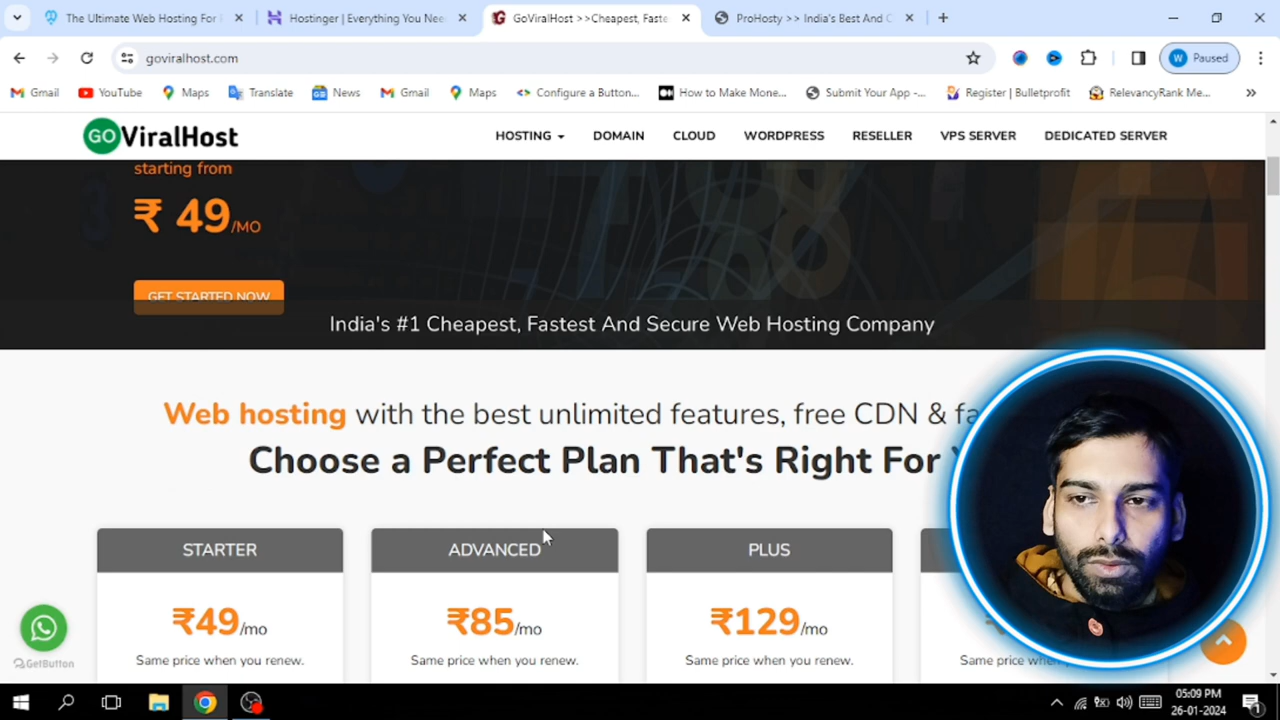 The Ultimate Web Hosting For
Hostinger | Everything You Nee
GoViralHost >>Cheapest, Faste
ProHosty >> India's Best And C
goviralhost.com
W Paused
Gmail
YouTube
Maps
Translate
News
Gmail
Maps
Configure a Button...
How to Make Mone...
Submit Your App -...
Register | Bulletprofit
RelevancyRank Me...
GO ViralHost
HOSTING
DOMAIN
CLOUD
WORDPRESS
RESELLER
VPS SERVER
DEDICATED SERVER
starting from
₹ 49/MO
GET STARTED NOW
India's #1 Cheapest, Fastest And Secure Web Hosting Company
Web hosting with the best unlimited features, free CDN & fa
Choose a Perfect Plan That's Right For
STARTER
ADVANCED
PLUS
₹49/mo
₹85/mo
₹129/mo
Same price when you renew.
Same price when you renew.
Same price when you renew.
Same p
GetButton
05:09 PM
26-01-2024
1